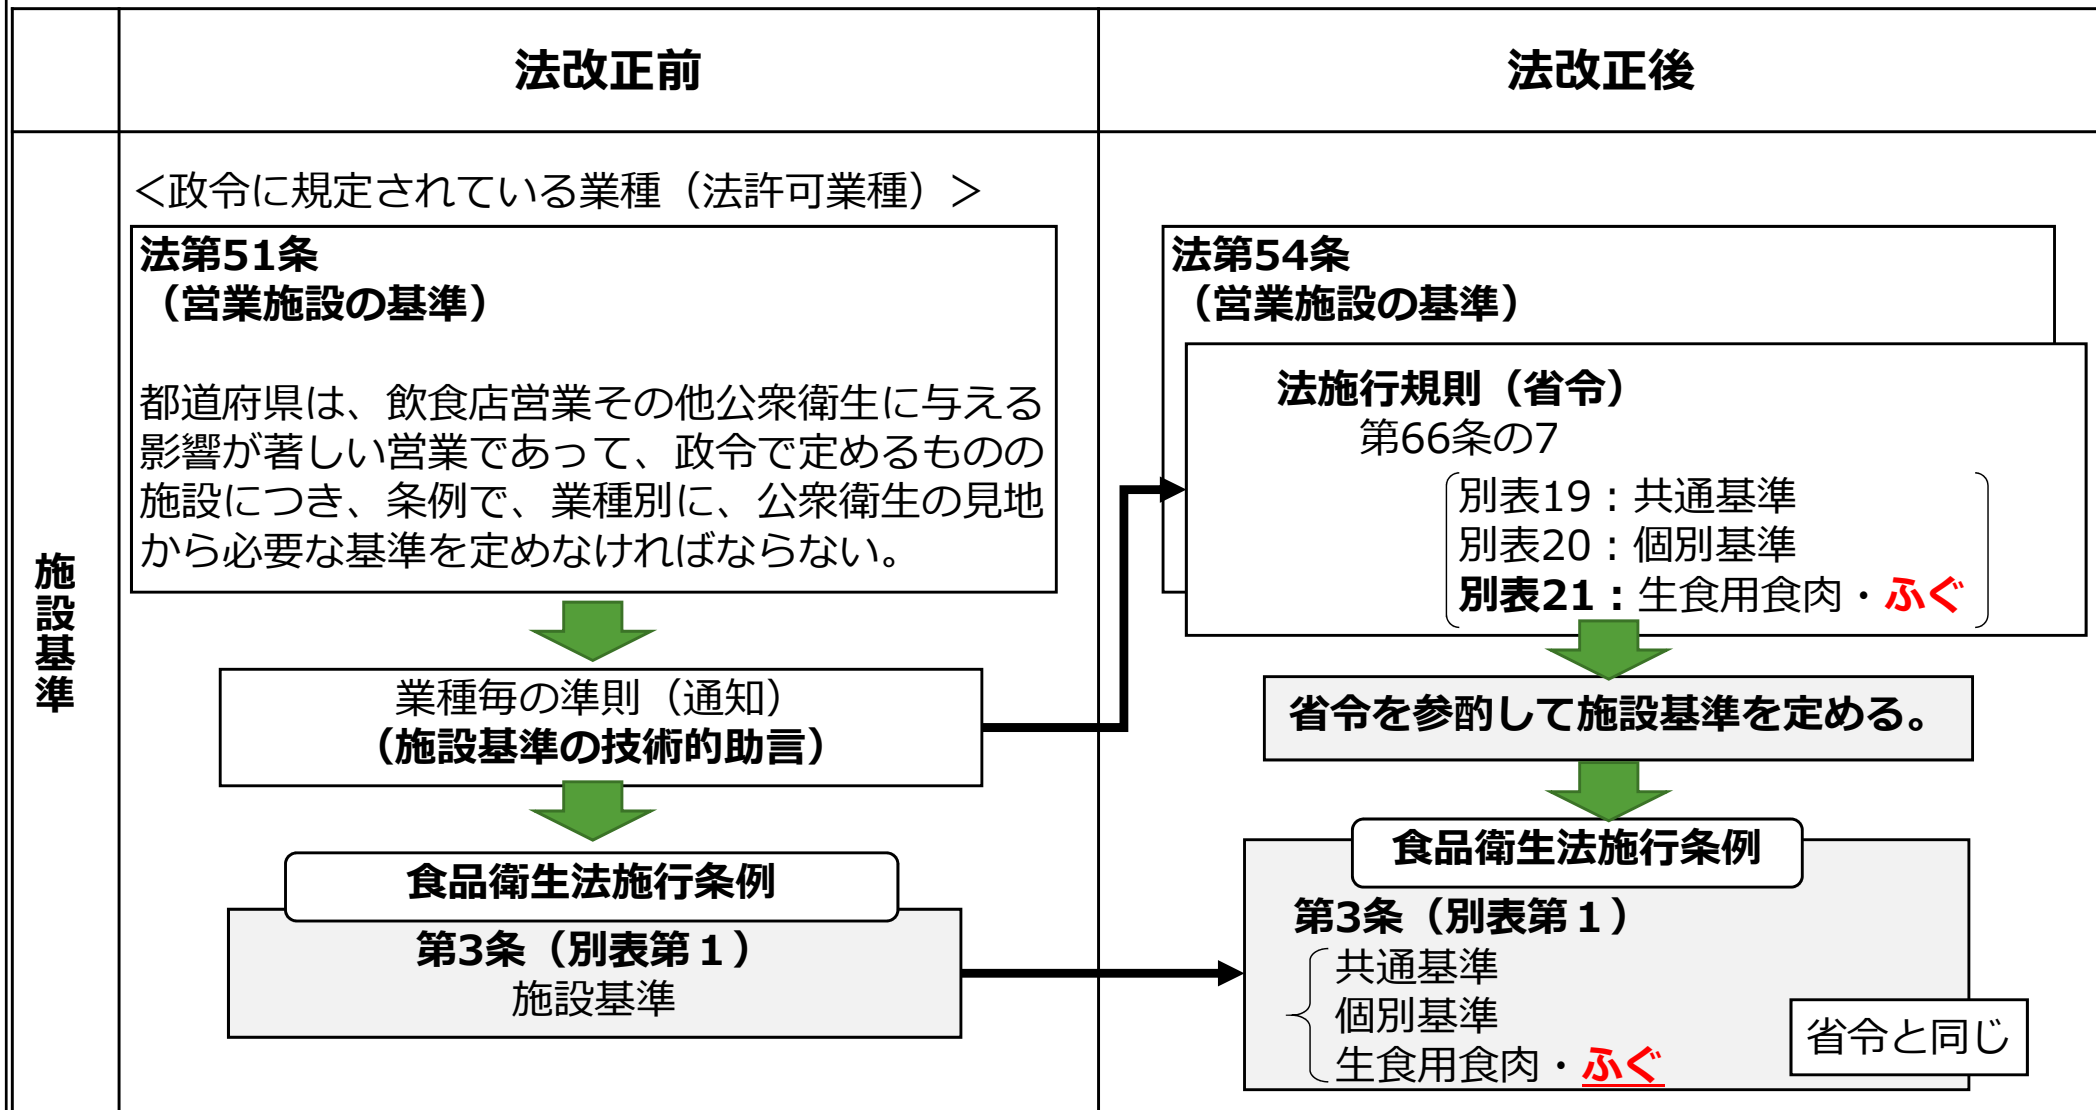 法改正前
法改正後
施設基準
＜政令に規定されている業種（法許可業種）＞
法第51条
（営業施設の基準）
都道府県は、飲食店営業その他公衆衛生に与える
影響が著しい営業であって、政令で定めるものの
施設につき、条例で、業種別に、公衆衛生の見地
から必要な基準を定めなければならない。
業種毎の準則（通知）
（施設基準の技術的助言）
食品衛生法施行条例
第3条（別表第１）
施設基準
法第54条
（営業施設の基準）
法施行規則（省令）
第66条の7
別表19：共通基準
別表20：個別基準
別表21：生食用食肉・ふぐ
省令を参酌して施設基準を定める。
食品衛生法施行条例
第3条（別表第１）
共通基準
個別基準
生食用食肉・ふぐ
省令と同じ